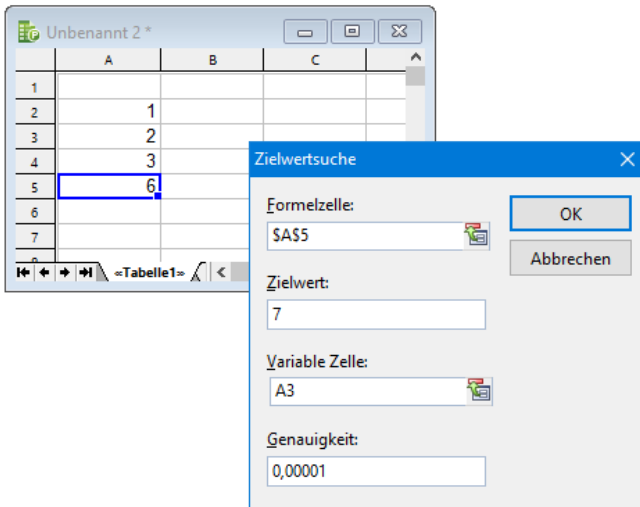 Unbenannt 2 *
A B C
1
2 1
3 2
4 3
5 6
6
7
«Tabelle1»
Zielwertsuche
Formelzelle:
$A$5
OK
Abbrechen
Zielwert:
7
Variable Zelle:
A3
Genauigkeit:
0,00001